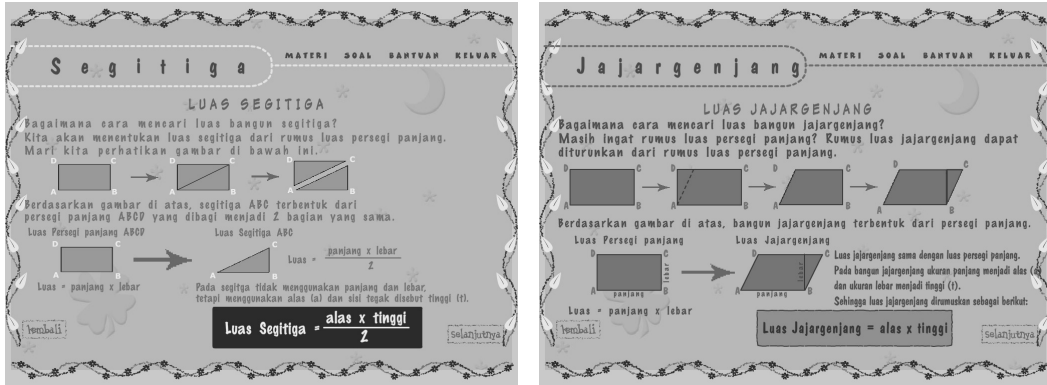 Segitiga
MATERI SOAL BANTUAN KELUAR
LUAS SEGITIGA
Bagaimana cara mencari luas bangun segitiga?
Kita akan menentukan luas segitiga dari rumus luas persegi panjang.
Mari kita perhatikan gambar di bawah ini.
D C D C D C
A B A B A B
Berdasarkan gambar di atas, segitiga ABC terbentuk dari
persegi panjang ABCD yang dibagi menjadi 2 bagian yang sama.
Luas Persegi panjang ABCD Luas Segitiga ABC
D C C
A B A B
Luas = panjang x lebar / 2
Luas = panjang x lebar
Pada segitga tidak menggunakan panjang dan lebar,
tetapi menggunakan alas (a) dan sisi tegak disebut tinggi (t).
Luas Segitiga = alas x tinggi / 2
kembali
selanjutnya
Jajargenjang
MATERI SOAL BANTUAN KELUAR
LUAS JAJARGENJANG
Bagaimana cara mencari luas bangun jajargenjang?
Masih ingat rumus luas persegi panjang? Rumus luas jajargenjang dapat
diturunkan dari rumus luas persegi panjang.
D C D C D C D C
A B A B A B A B
Berdasarkan gambar di atas, bangun jajargenjang terbentuk dari persegi panjang.
Luas Persegi panjang Luas Jajargenjang
D C D C
lebar lebar
panjang panjang
A B A B
Luas = panjang x lebar
Luas jajargenjang sama dengan luas persegi panjang.
Pada bangun jajargenjang ukuran panjang menjadi alas (a)
dan ukuran lebar menjadi tinggi (t).
Sehingga luas jajargenjang dirumuskan sebagai berikut:
Luas Jajargenjang = alas x tinggi
kembali
selanjutnya